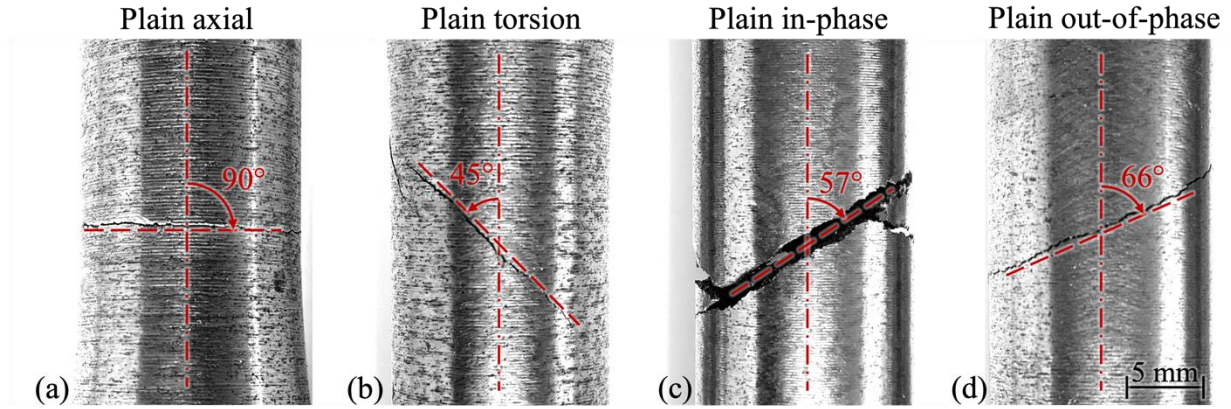 Plain axial
Plain torsion
Plain in-phase
Plain out-of-phase
90°
45°
57°
66°
5 mm
(a)
(b)
(c)
(d)